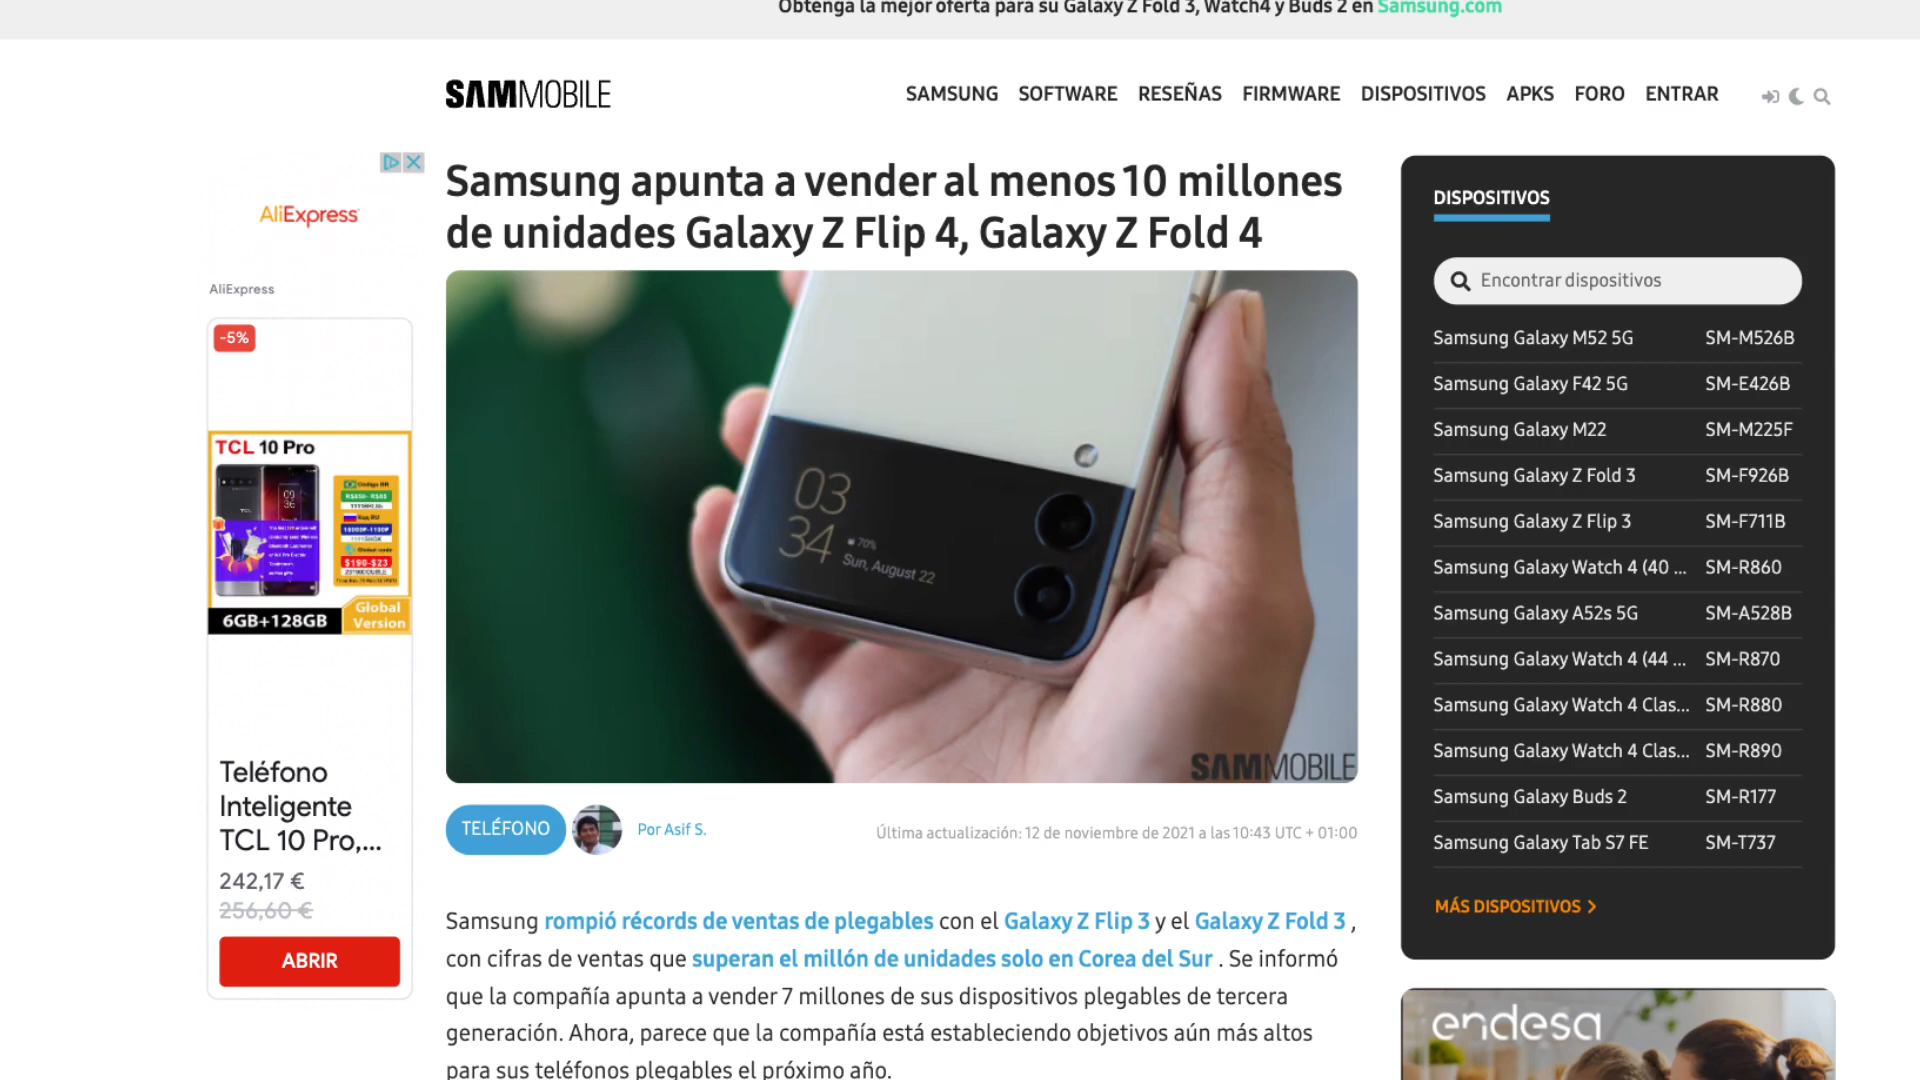 Obtenga la mejor oferta para su Galaxy Z Fold 3, Watch4 y Buds 2 en Samsung.com
SAMMOBILE
SAMSUNG SOFTWARE RESEÑAS FIRMWARE DISPOSITIVOS APKS FORO ENTRAR
AliExpress
AliExpress
-5%
TCL 10 Pro
6GB+128GB
Global
Version
Teléfono
Inteligente
TCL 10 Pro,...
242,17 €
256,60 €
ABRIR
Samsung apunta a vender al menos 10 millones
de unidades Galaxy Z Flip 4, Galaxy Z Fold 4
03
34
70%
Sun, August 22
SAMMOBILE
TELÉFONO
Por Asif S.
Última actualización: 12 de noviembre de 2021 a las 10:43 UTC + 01:00
Samsung rompió récords de ventas de plegables con el Galaxy Z Flip 3 y el Galaxy Z Fold 3 ,
con cifras de ventas que superan el millón de unidades solo en Corea del Sur . Se informó
que la compañía apunta a vender 7 millones de sus dispositivos plegables de tercera
generación. Ahora, parece que la compañía está estableciendo objetivos aún más altos
para sus teléfonos plegables el próximo año.
DISPOSITIVOS
Encontrar dispositivos
Samsung Galaxy M52 5G SM-M526B
Samsung Galaxy F42 5G SM-E426B
Samsung Galaxy M22 SM-M225F
Samsung Galaxy Z Fold 3 SM-F926B
Samsung Galaxy Z Flip 3 SM-F711B
Samsung Galaxy Watch 4 (40 ... SM-R860
Samsung Galaxy A52s 5G SM-A528B
Samsung Galaxy Watch 4 (44 ... SM-R870
Samsung Galaxy Watch 4 Clas... SM-R880
Samsung Galaxy Watch 4 Clas... SM-R890
Samsung Galaxy Buds 2 SM-R177
Samsung Galaxy Tab S7 FE SM-T737
MÁS DISPOSITIVOS
endesa